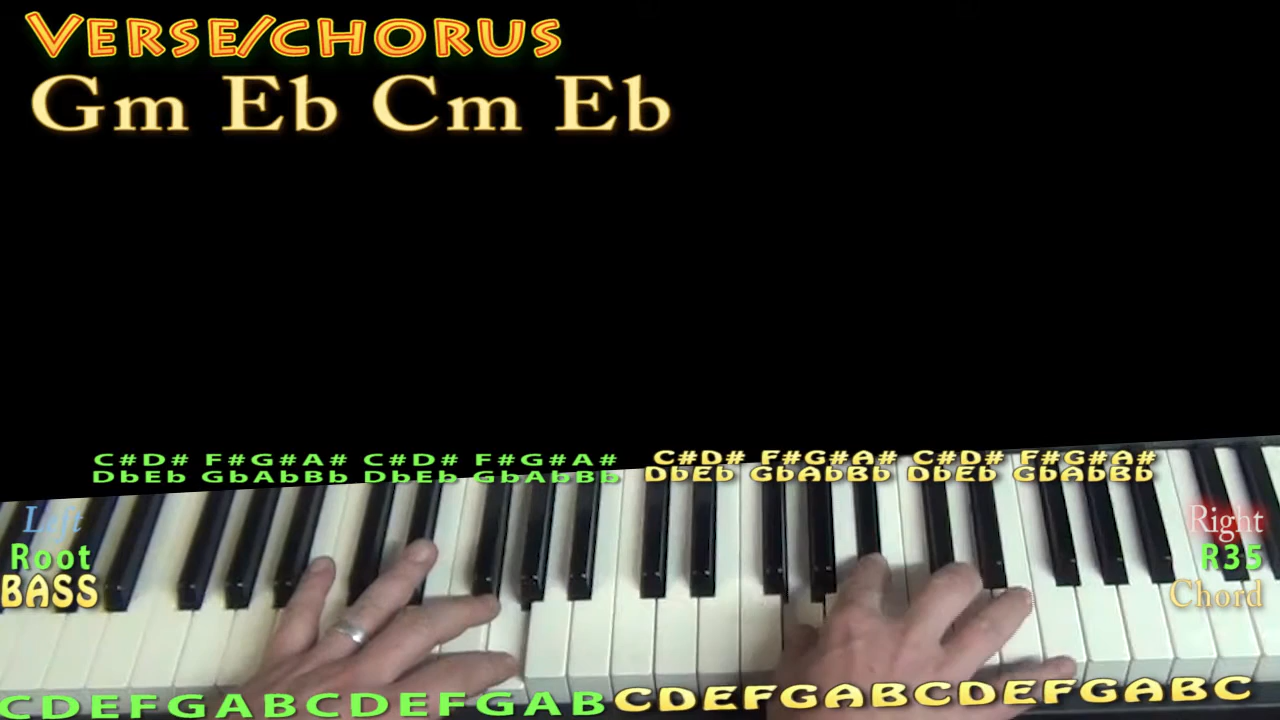 VERSE/CHORUS
Gm Eb Cm Eb
C#D# F#G#A# C#D# F#G#A# C#D# F#G#A# C#D# F#G#A#
DbEb GbAbBb DbEb GbAbBb DbEb GbAbBb DbEb GbAbBb
Left
Root
BASS
Right
R35
Chord
CDEFGABCDEFGABCDEFGABCDEFGABC